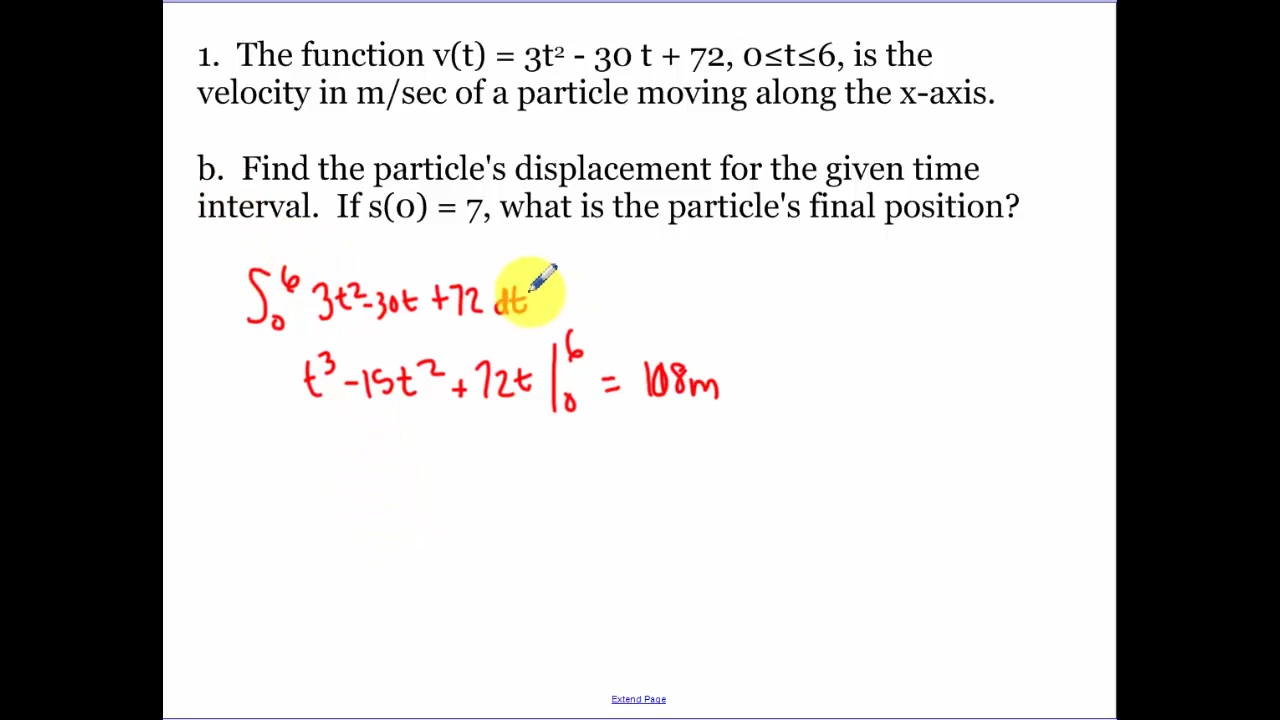 1. The function v(t) = 3t² - 30 t + 72, 0≤t≤6, is the
velocity in m/sec of a particle moving along the x-axis.
b. Find the particle's displacement for the given time
interval. If s(0) = 7, what is the particle's final position?
∫₀⁶ 3t²-30t +72 dt
t³ -15t² + 72t |₀⁶ = 108m
Extend Page